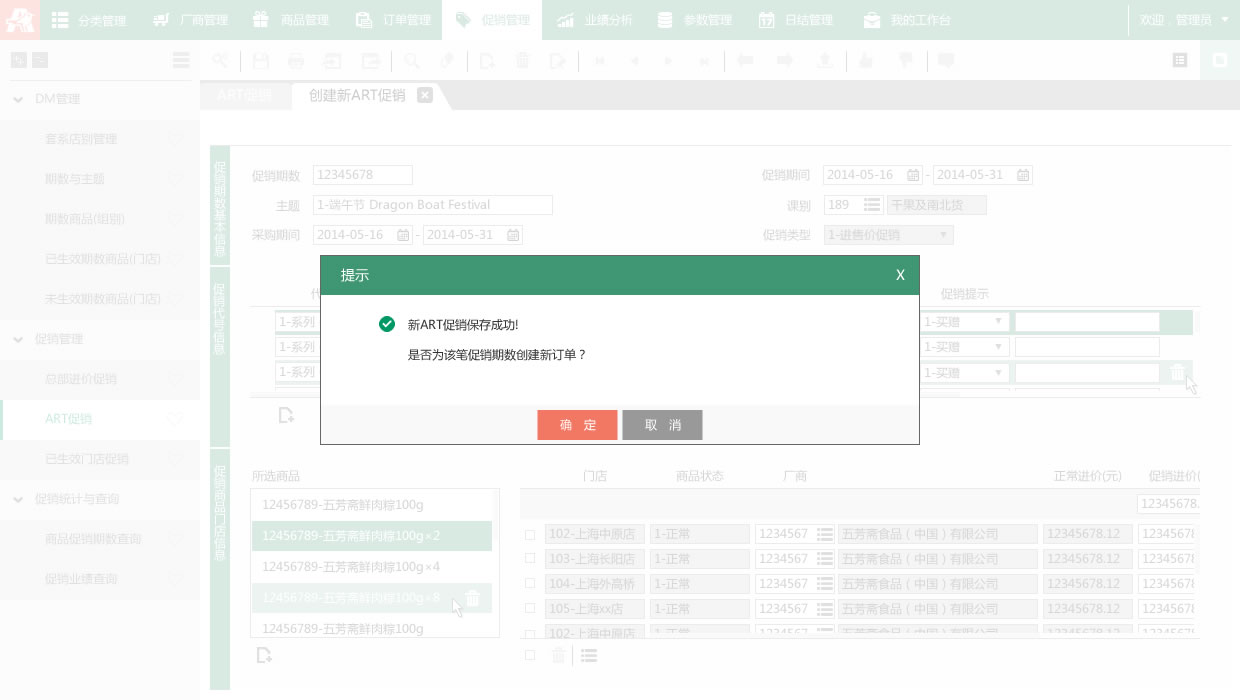 分类管理 厂商管理 商品管理 订单管理 促销管理 业绩分析 参数管理 日结管理 我的工作台 欢迎，管理员
ART促销 创建新ART促销
DM管理
套系店别管理
期数与主题
期数商品(组别)
已生效期数商品(门店)
未生效期数商品(门店)
促销管理
总部进价促销
ART促销
已生效门店促销
促销统计与查询
商品促销期数查询
促销业绩查询
促销期数基本信息
促销期数 12345678 促销期间 2014-05-16 - 2014-05-31
主题 1-端午节 Dragon Boat Festival 课别 189 干果及南北货
采购期间 2014-05-16 - 2014-05-31 促销类型 1-进售价促销
提示 X
新ART促销保存成功!
是否为该笔促销期数创建新订单？
确 定 取 消
促销代号信息
促销提示
1-系列 1-买赠
1-系列 1-买赠
1-系列 1-买赠
促销商品门店信息
所选商品
12456789-五芳斋鲜肉粽100g
12456789-五芳斋鲜肉粽100g×2
12456789-五芳斋鲜肉粽100g×4
12456789-五芳斋鲜肉粽100g×8
12456789-五芳斋鲜肉粽100g
门店 商品状态 厂商 正常进价(元) 促销进价(
12345678.
102-上海中原店 1-正常 1234567 五芳斋食品（中国）有限公司 12345678.12 1234567
103-上海长阳店 1-正常 1234567 五芳斋食品（中国）有限公司 12345678.12 1234567
104-上海外高桥 1-正常 1234567 五芳斋食品（中国）有限公司 12345678.12 1234567
105-上海xx店 1-正常 1234567 五芳斋食品（中国）有限公司 12345678.12 1234567
102-上海中原店 1-正常 1234567 五芳斋食品（中国）有限公司 12345678.12 1234567